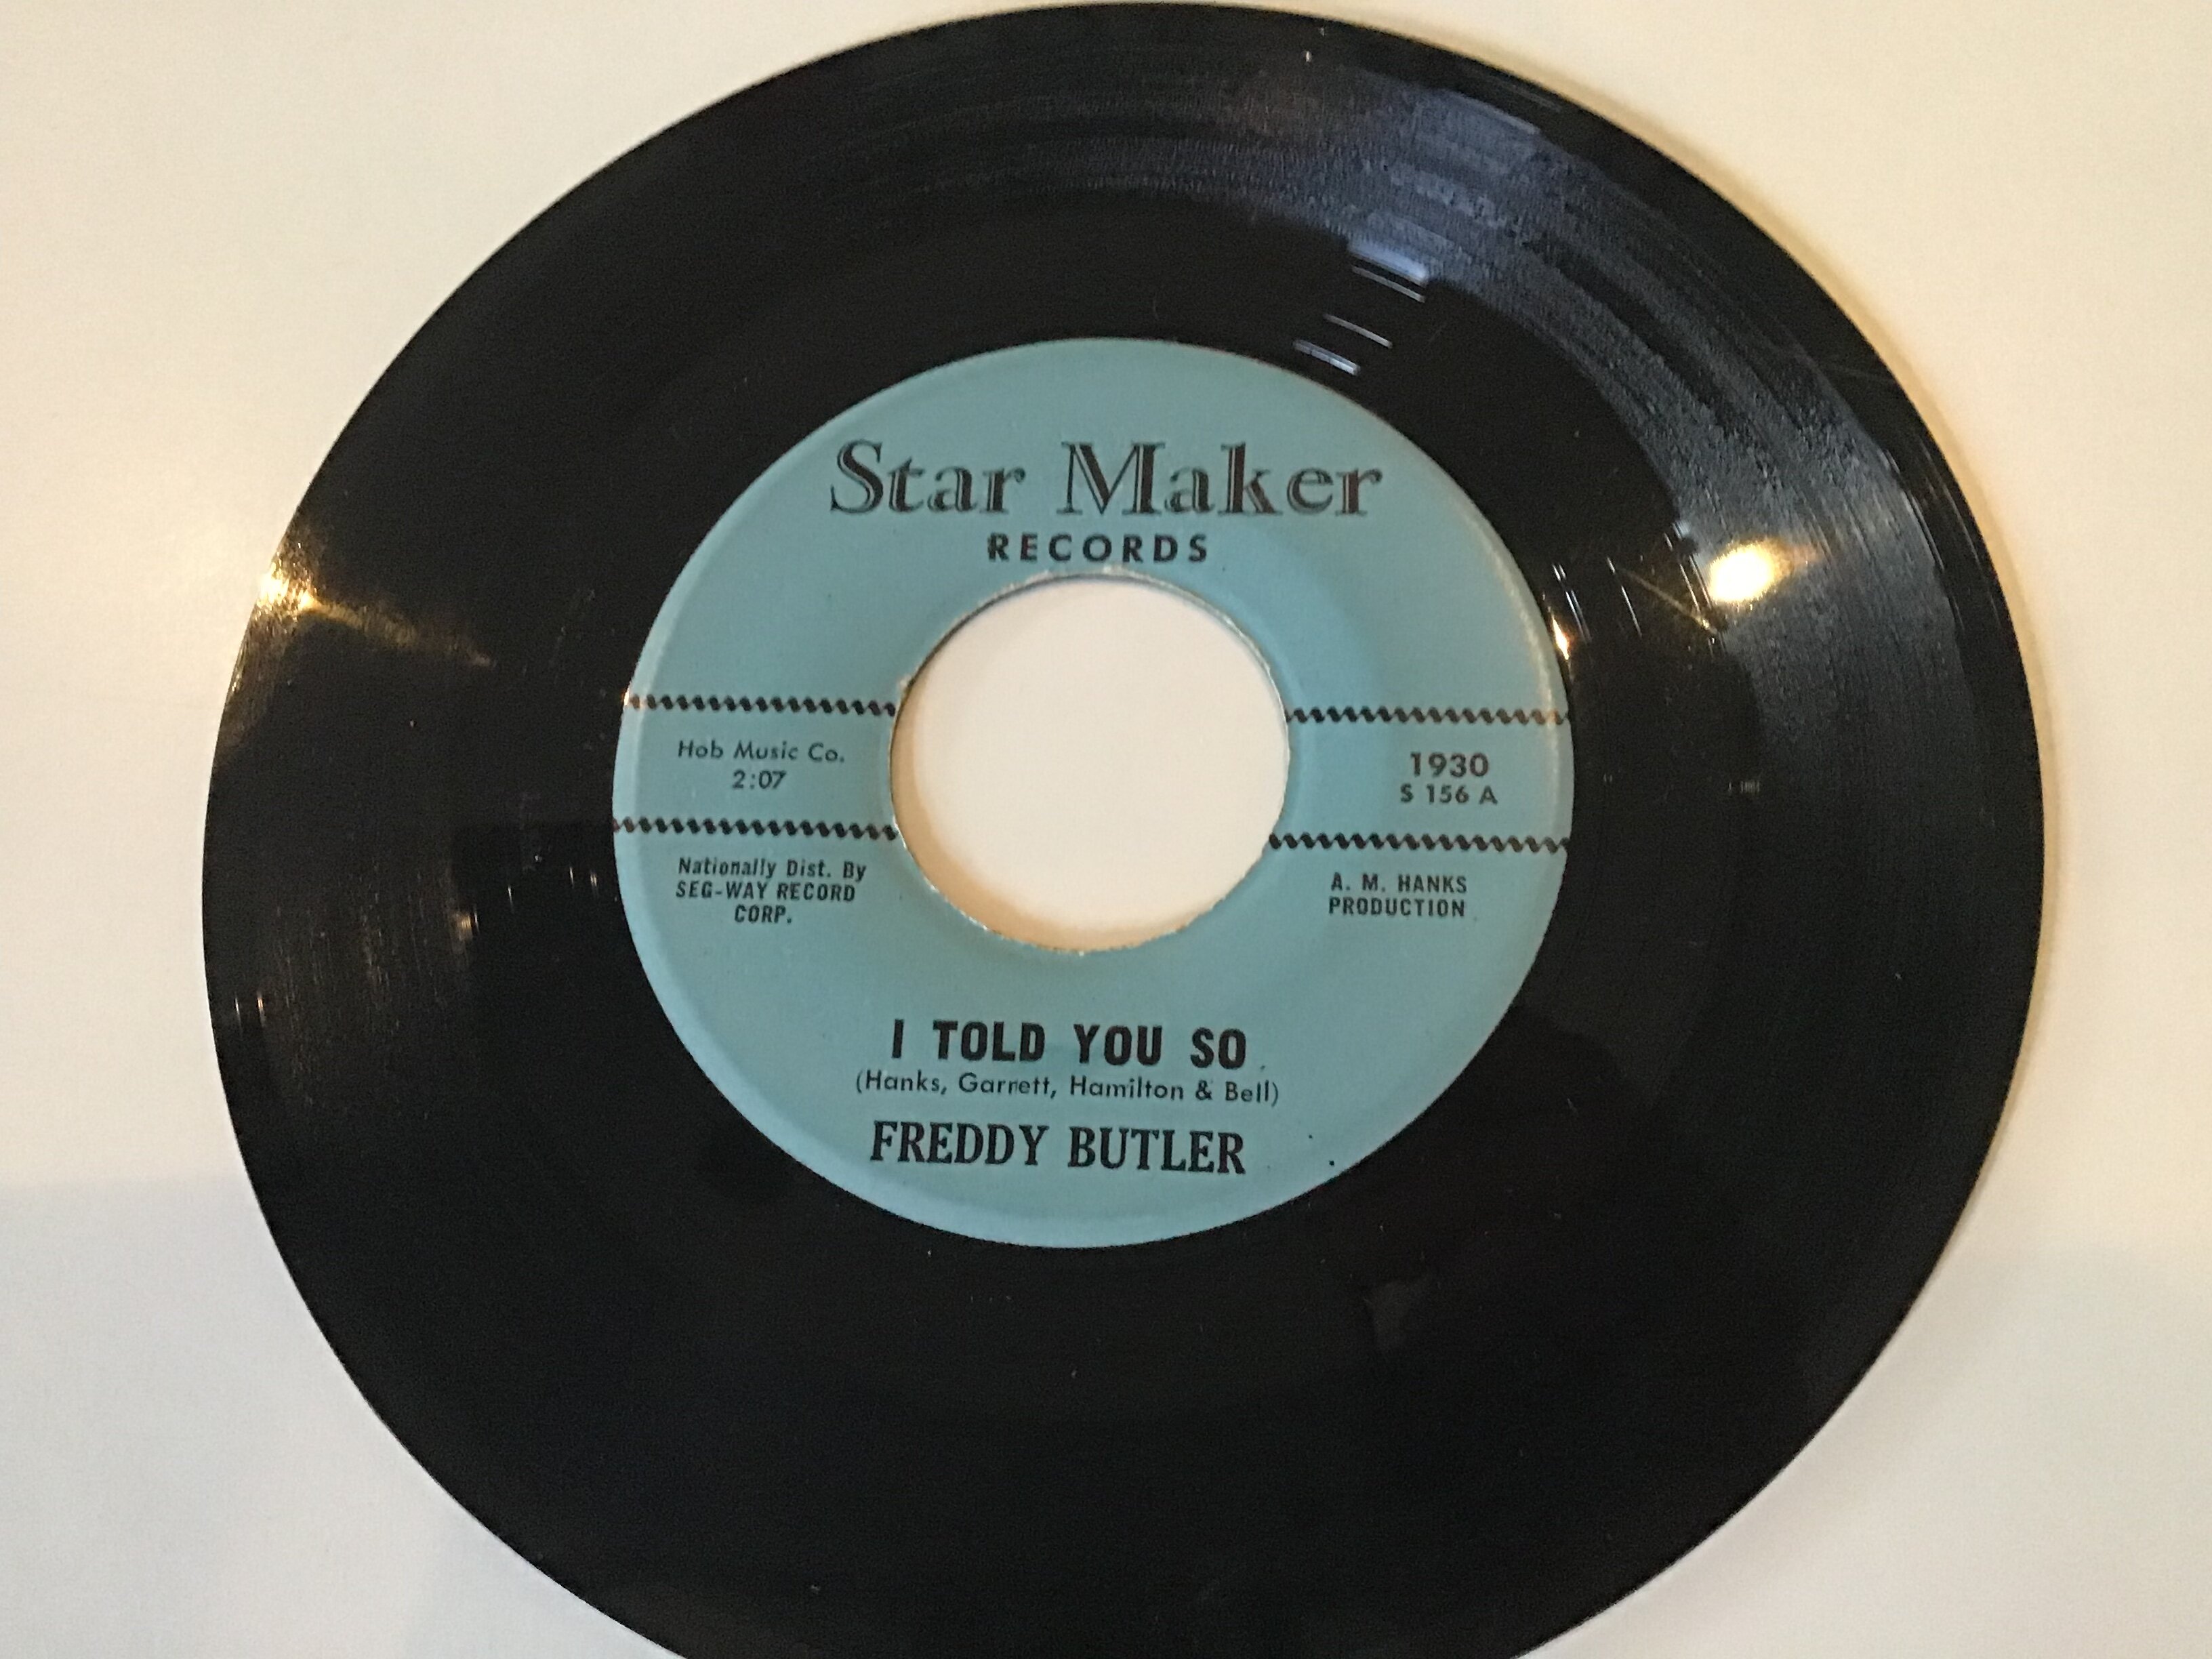 Star Maker
RECORDS
Hob Music Co.
2:07
1930
S 156 A
Nationally Dist. By
SEG-WAY RECORD
CORP.
A. M. HANKS
PRODUCTION
I TOLD YOU SO
(Hanks, Garrett, Hamilton & Bell)
FREDDY BUTLER